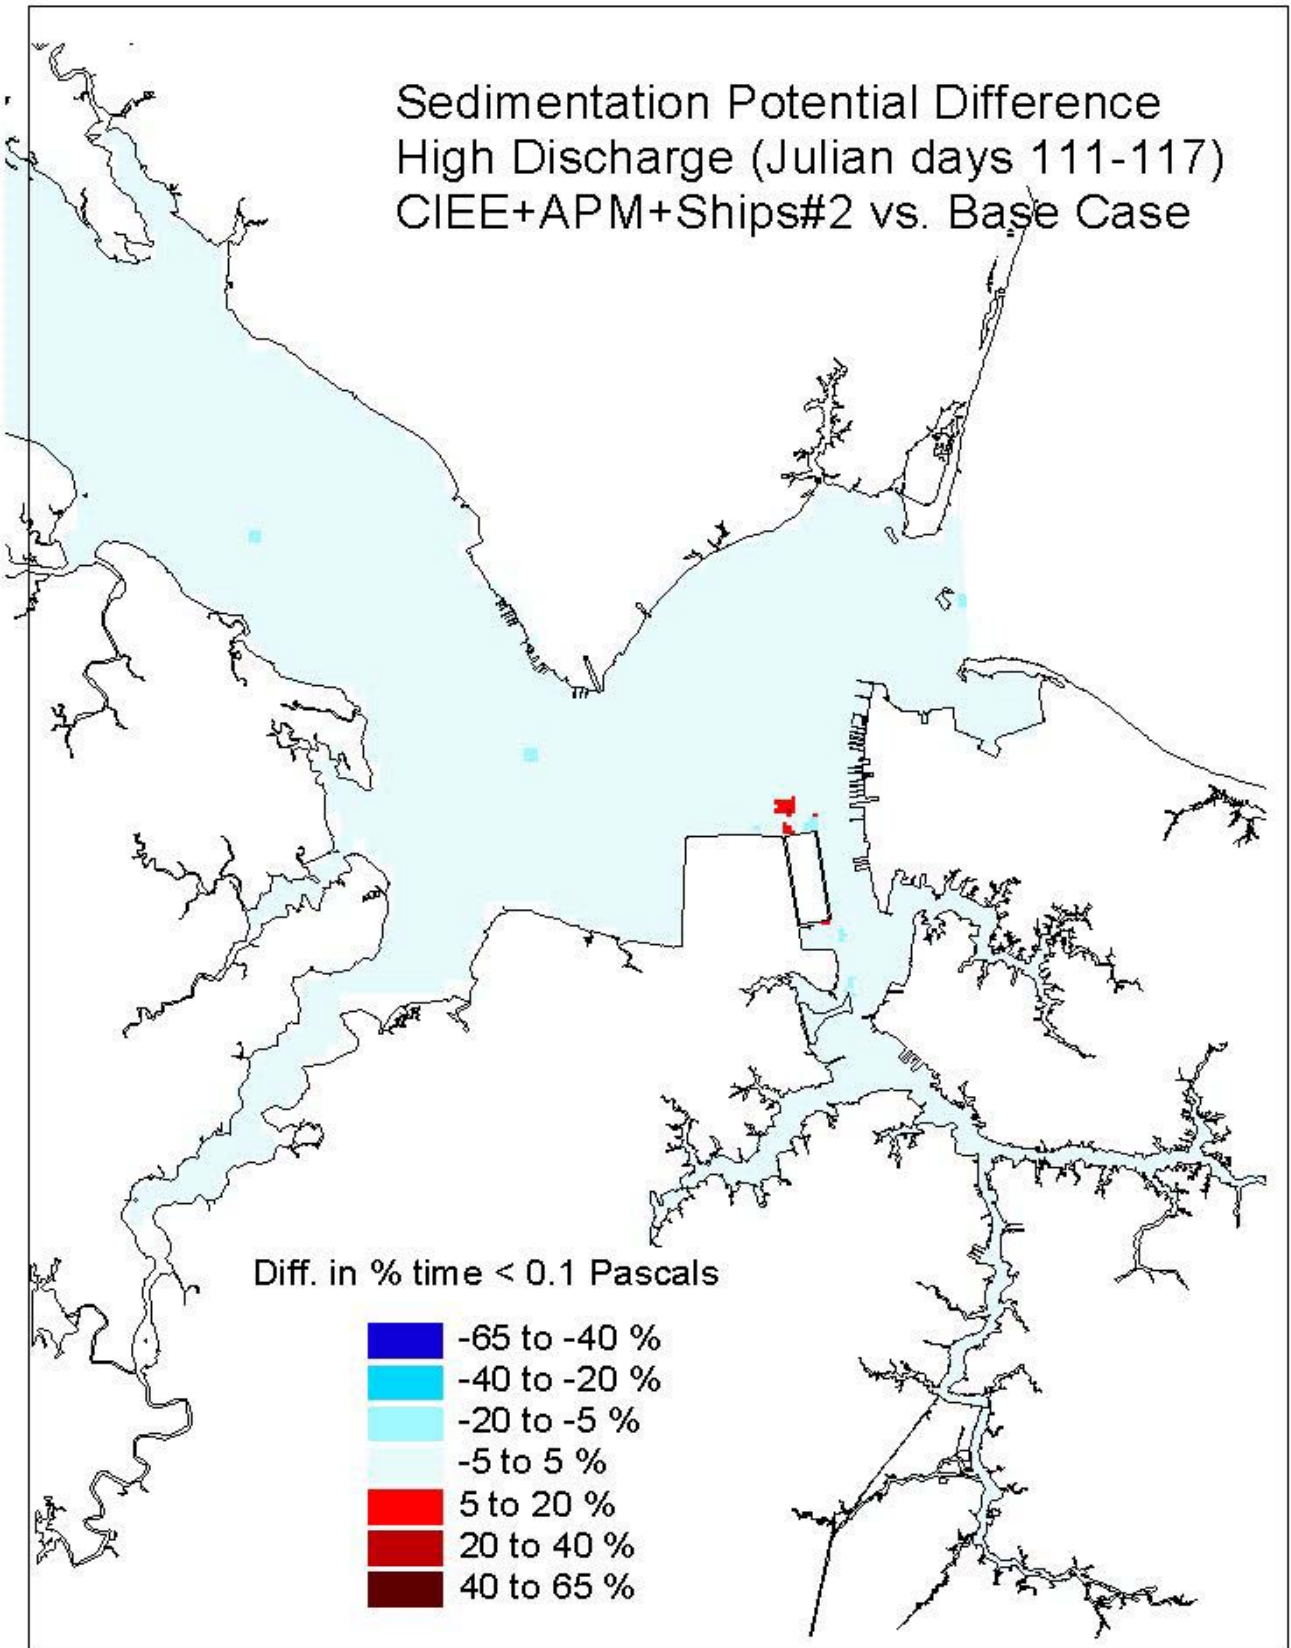 Sedimentation Potential Difference
High Discharge (Julian days 111-117)
CIEE+APM+Ships#2 vs. Base Case
Diff. in % time < 0.1 Pascals
-65 to -40 %
-40 to -20 %
-20 to -5 %
-5 to 5 %
5 to 20 %
20 to 40 %
40 to 65 %